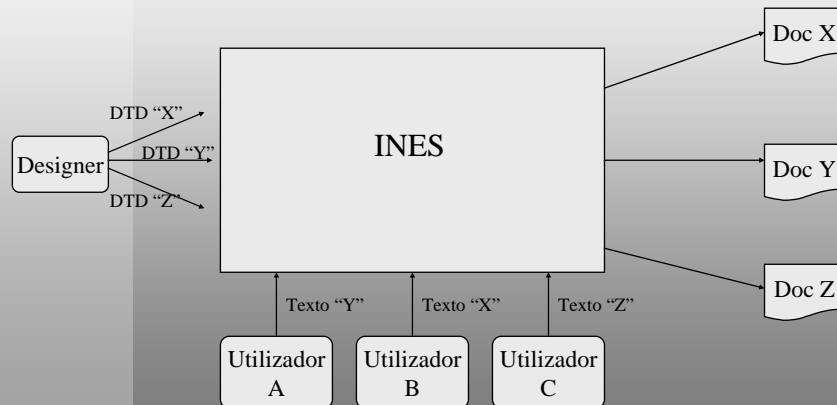 Doc X
DTD “X”
INES
DTD “Y”
Designer
Doc Y
DTD “Z”
Doc Z
Texto “Y”
Texto “X”
Texto “Z”
Utilizador
A
Utilizador
B
Utilizador
C